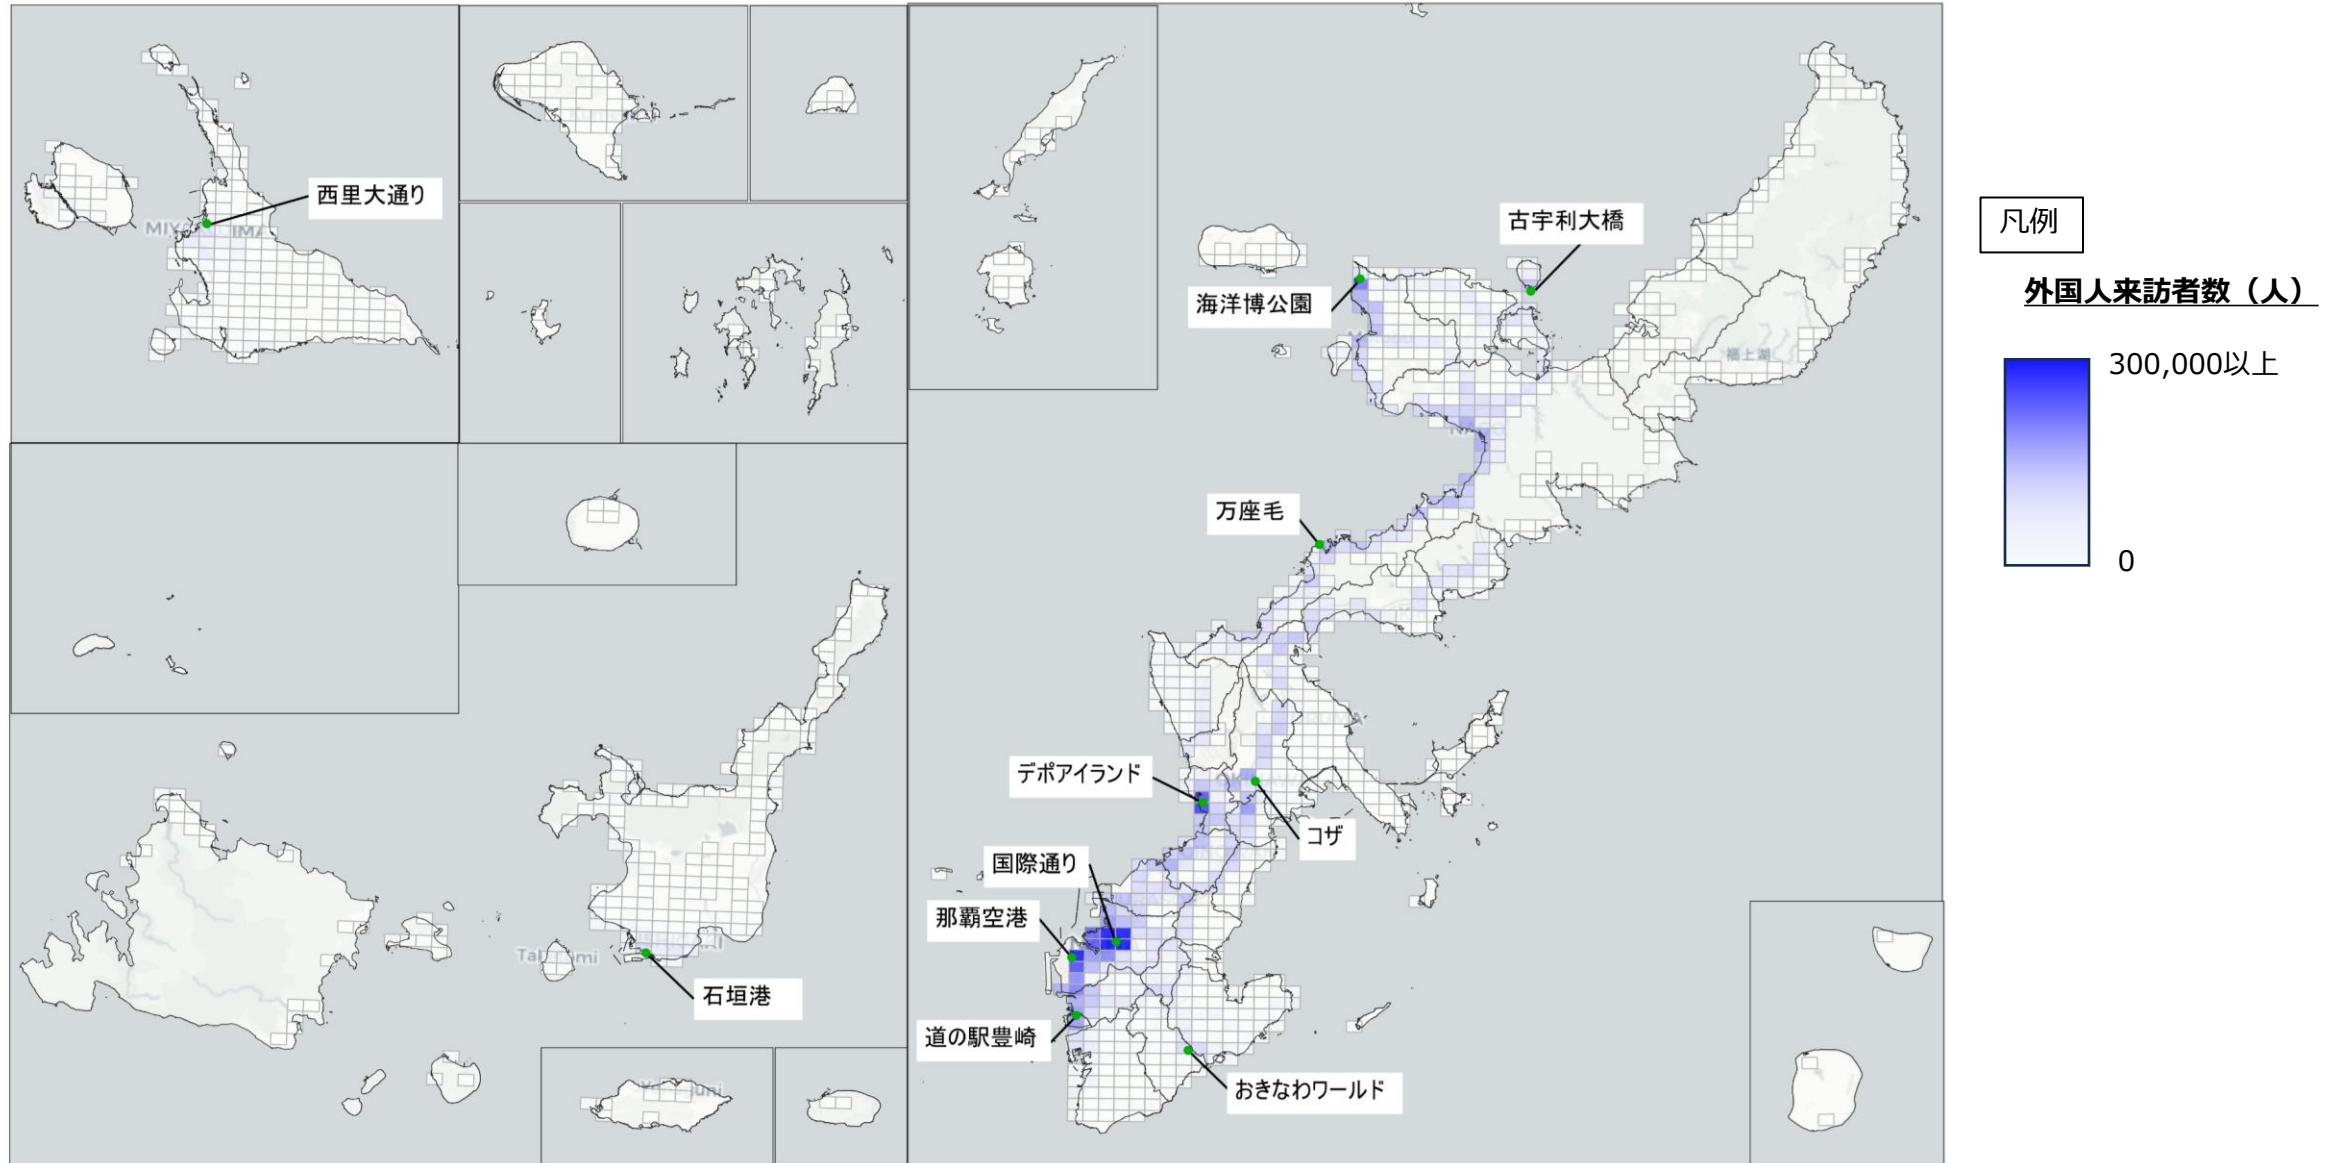 西里大通り
古宇利大橋
海洋博公園
福上湖
万座毛
デポアイランド
コザ
国際通り
那覇空港
石垣港
道の駅豊崎
おきなわワールド
凡例
外国人来訪者数（人）
300,000以上
0